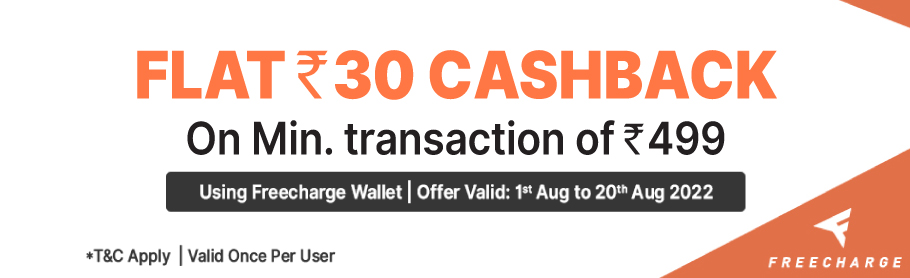 FLAT ₹30 CASHBACK
On Min. transaction of ₹499
Using Freecharge Wallet | Offer Valid: 1st Aug to 20th Aug 2022
*T&C Apply | Valid Once Per User
FREECHARGE